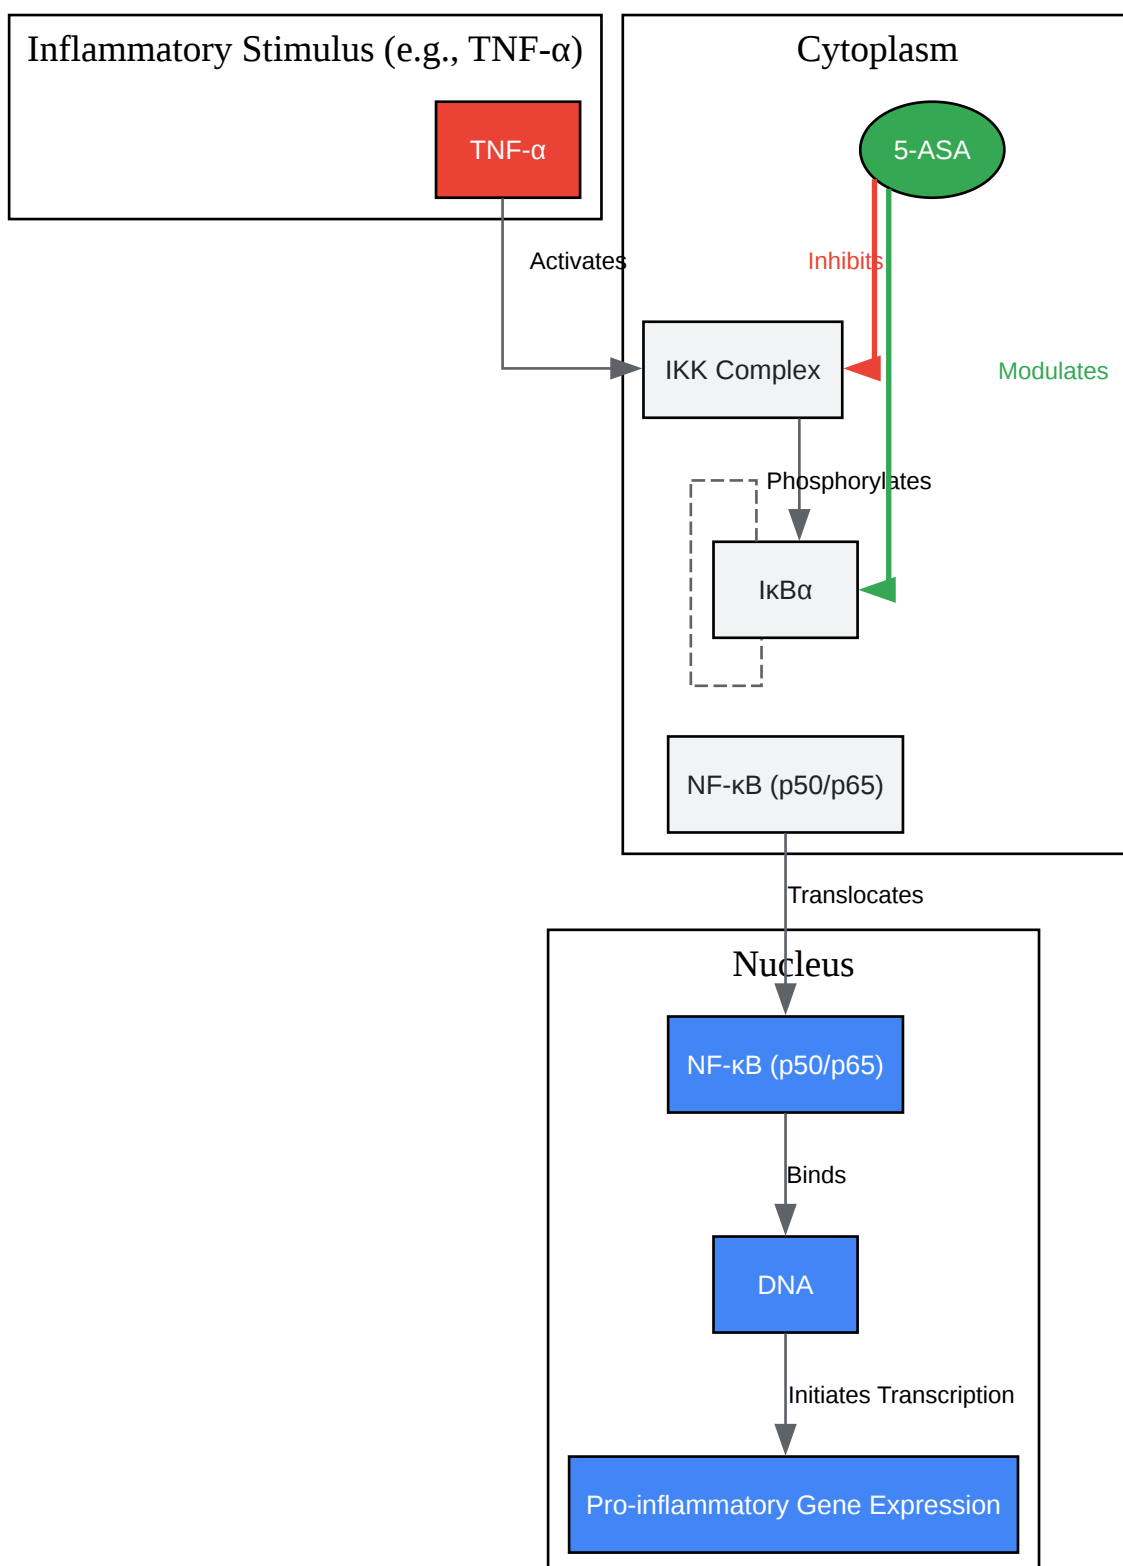 Inflammatory Stimulus (e.g., TNF-α)
Cytoplasm
TNF-α
5-ASA
Activates
Inhibits
IKK Complex
Modulates
Phosphorylates
IκBα
NF-κB (p50/p65)
Translocates
Nucleus
NF-κB (p50/p65)
Binds
DNA
Initiates Transcription
Pro-inflammatory Gene Expression